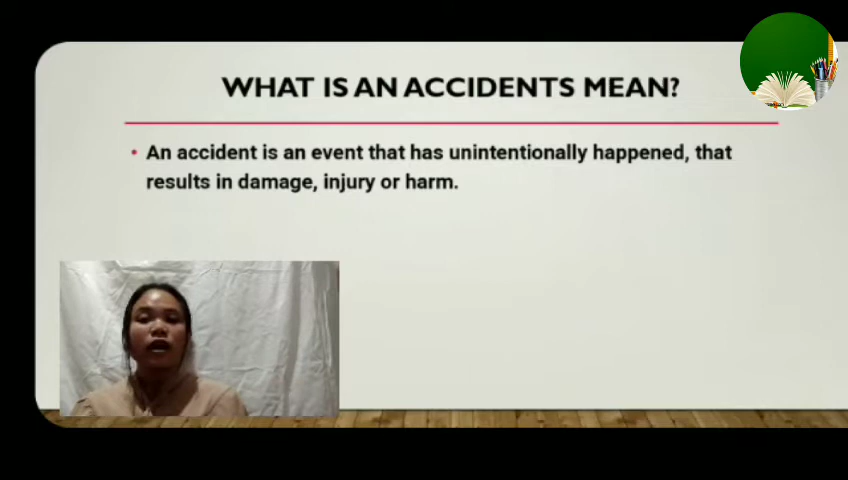 WHAT IS AN ACCIDENTS MEAN?
• An accident is an event that has unintentionally happened, that
results in damage, injury or harm.